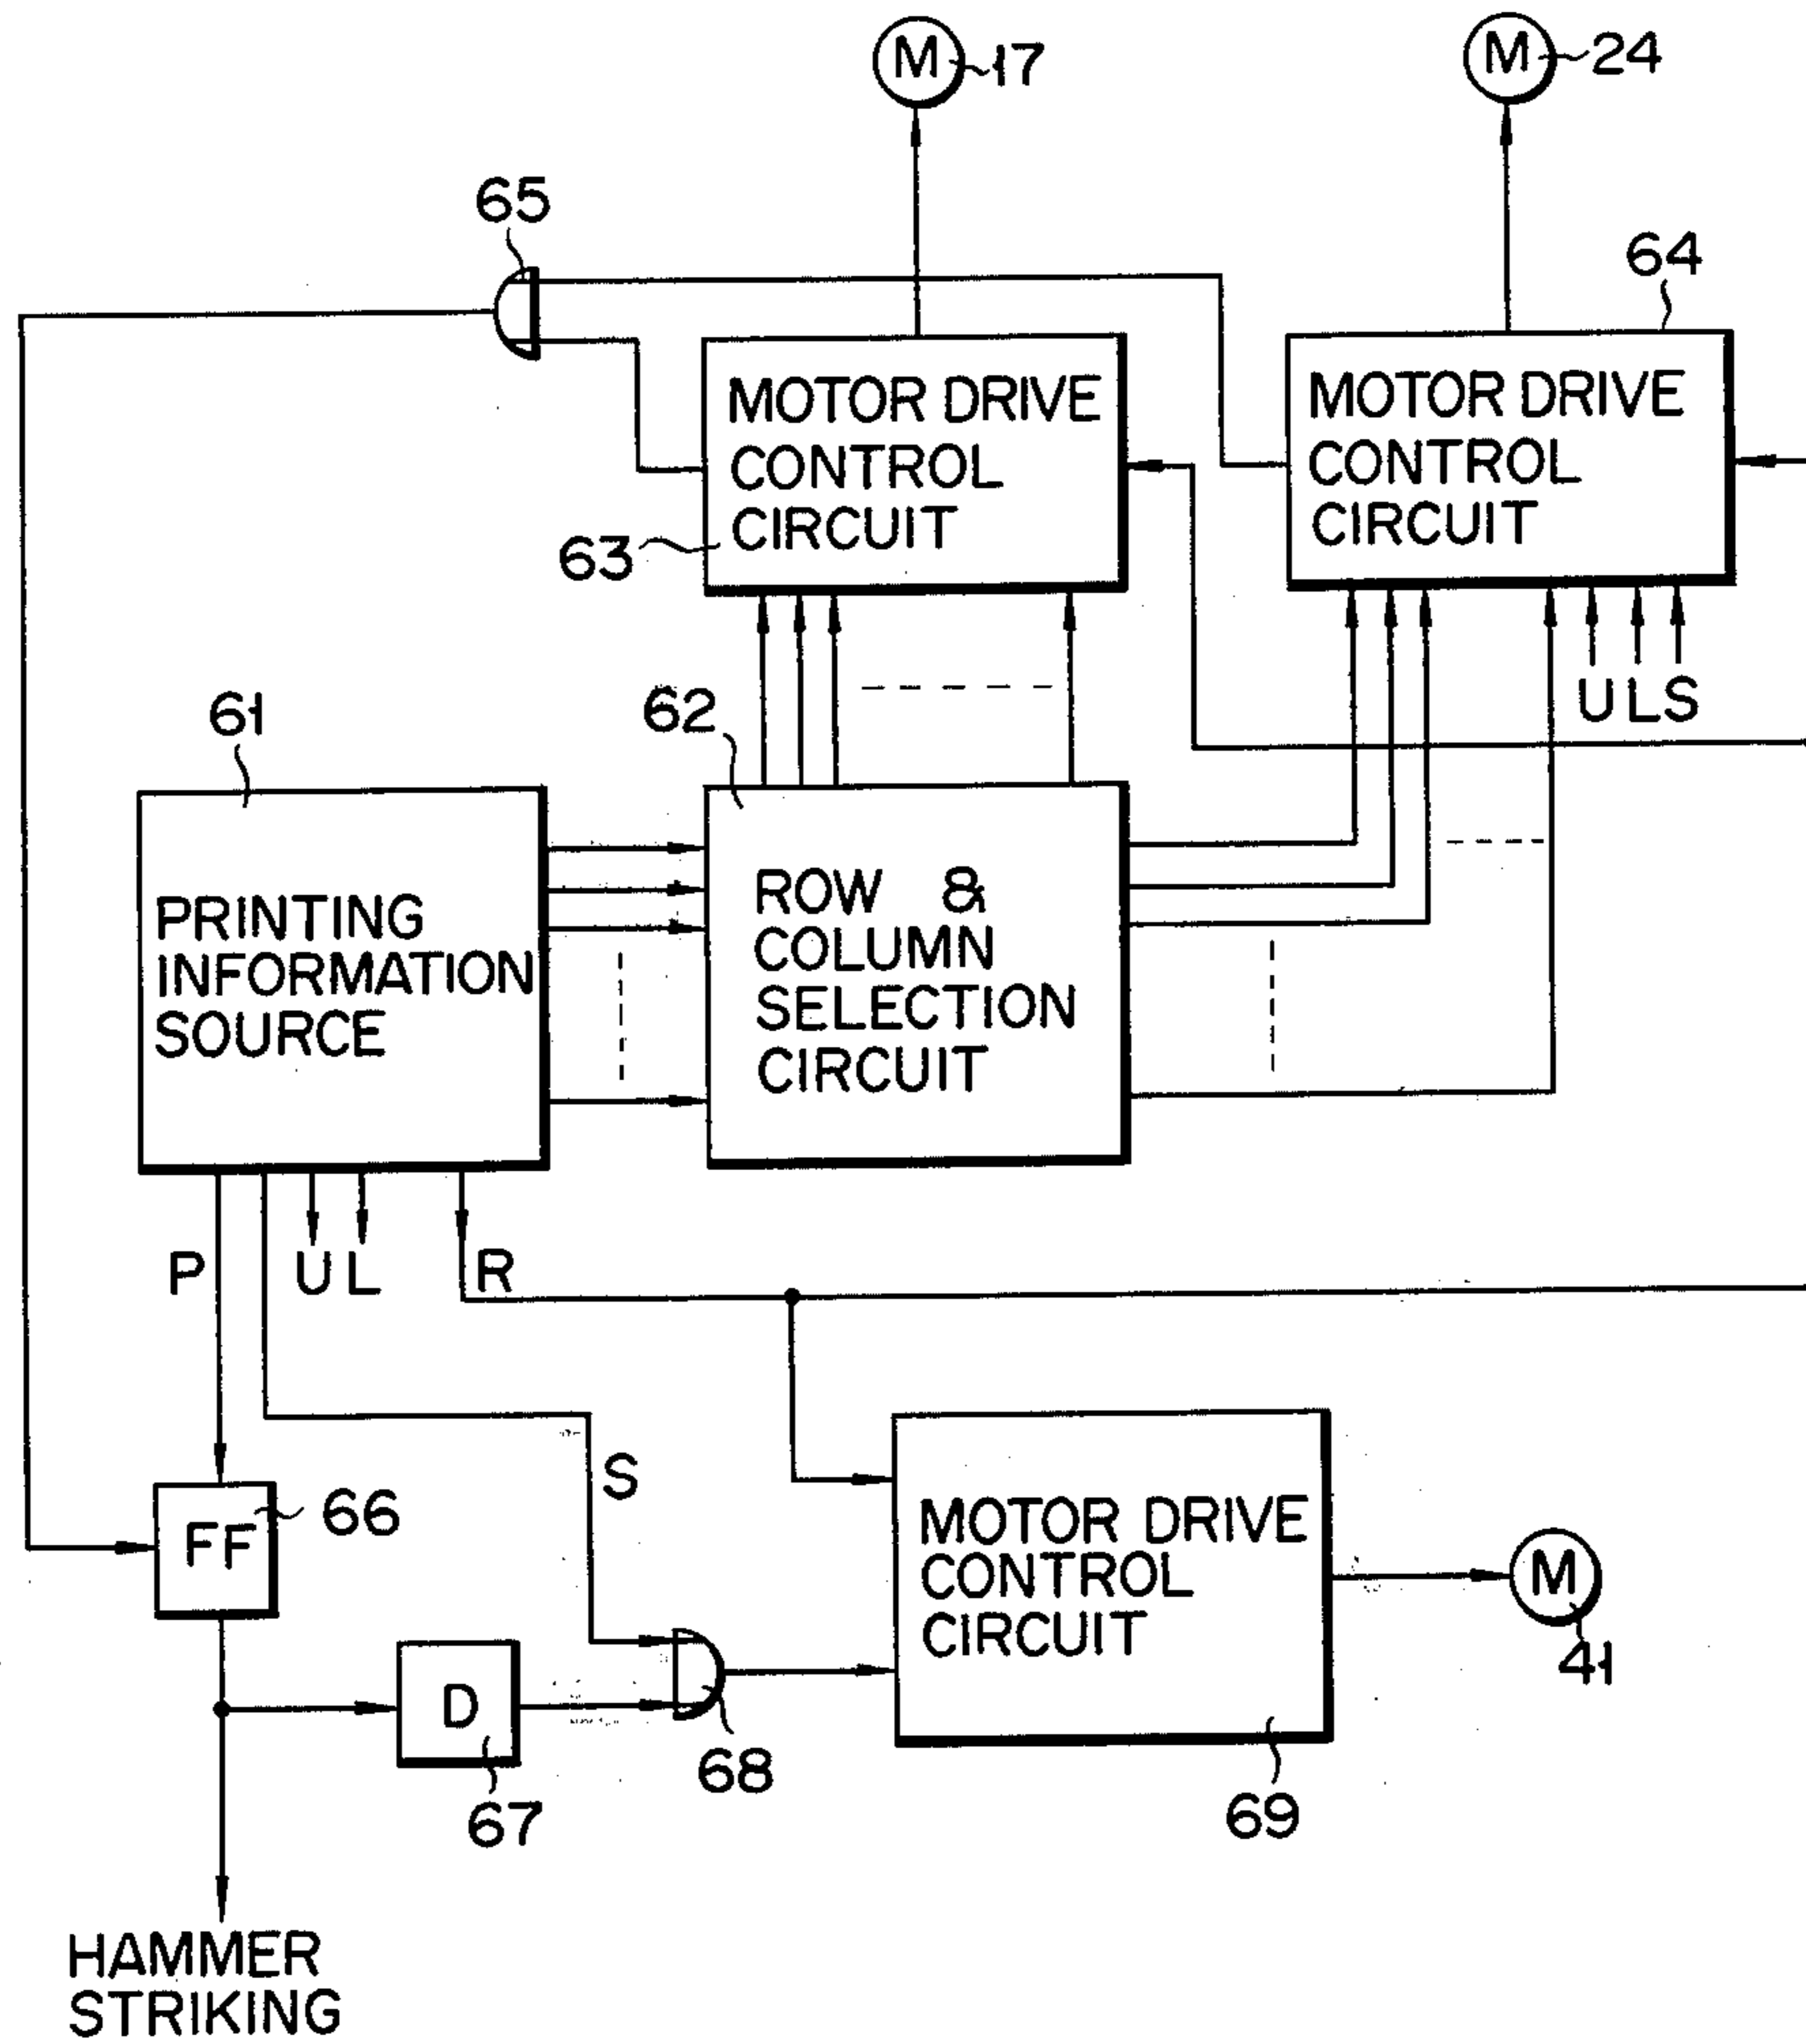 M
17
M
24
65
64
MOTOR DRIVE
CONTROL
CIRCUIT
63
MOTOR DRIVE
CONTROL
CIRCUIT
U L S
61
62
PRINTING
INFORMATION
SOURCE
ROW &
COLUMN
SELECTION
CIRCUIT
P
U L
R
S
FF
66
MOTOR DRIVE
CONTROL
CIRCUIT
M
41
D
67
68
69
HAMMER
STRIKING